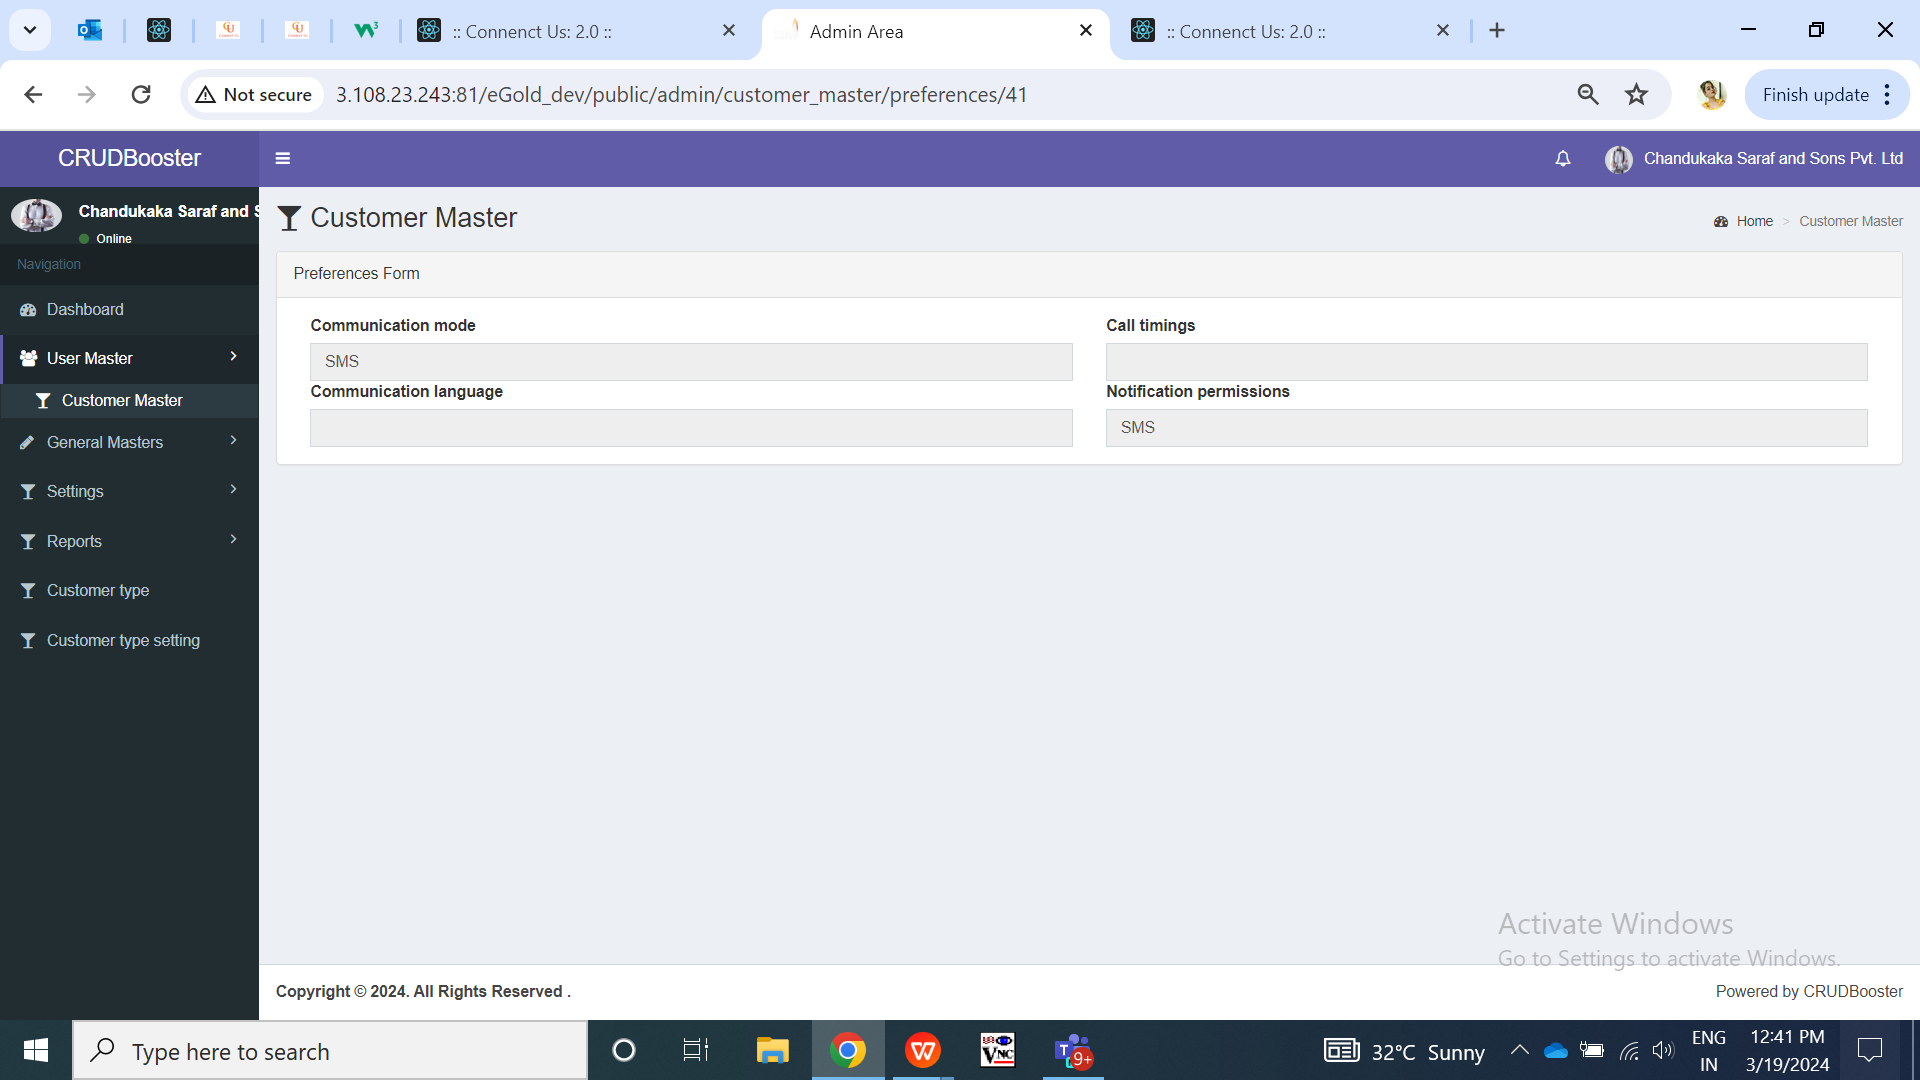 :: Connenct Us: 2.0 ::
Admin Area
:: Connenct Us: 2.0 ::
Not secure
3.108.23.243:81/eGold_dev/public/admin/customer_master/preferences/41
Finish update
CRUDBooster
Chandukaka Saraf and Sons Pvt. Ltd
Chandukaka Saraf and S
Online
Navigation
Dashboard
User Master
Customer Master
General Masters
Settings
Reports
Customer type
Customer type setting
Customer Master
Home > Customer Master
Preferences Form
Communication mode
SMS
Call timings
Communication language
Notification permissions
SMS
Activate Windows
Go to Settings to activate Windows.
Copyright © 2024. All Rights Reserved .
Powered by CRUDBooster
Type here to search
9+
32°C Sunny
ENG
IN
12:41 PM
3/19/2024